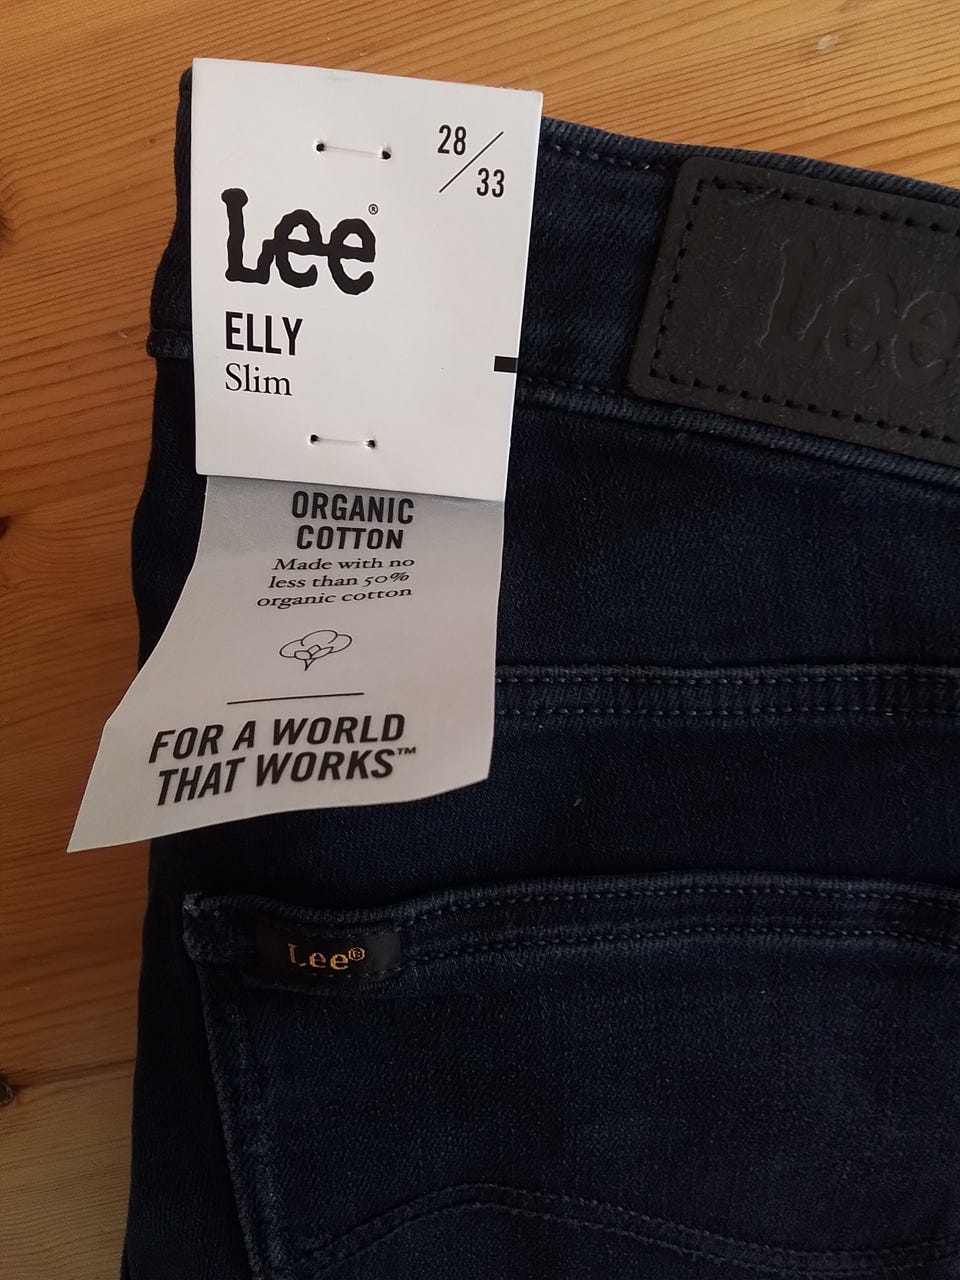 28/33
Lee®
ELLY
Slim
ORGANIC
COTTON
Made with no
less than 50%
organic cotton
FOR A WORLD
THAT WORKS™
Lee
Lee®